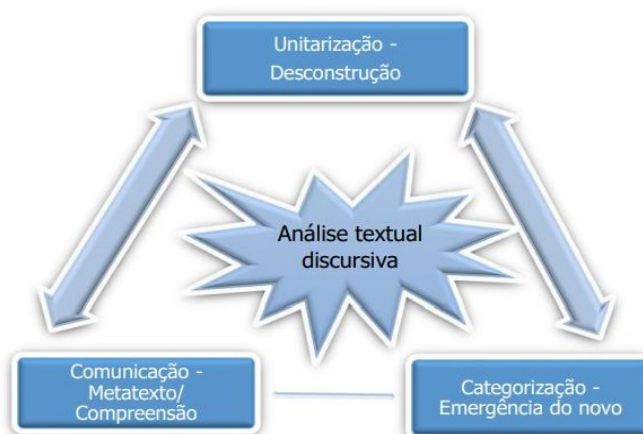 Unitarização -
Desconstrução
Análise textual
discursiva
Comunicação -
Metatexto/
Compreensão
Categorização -
Emergência do novo